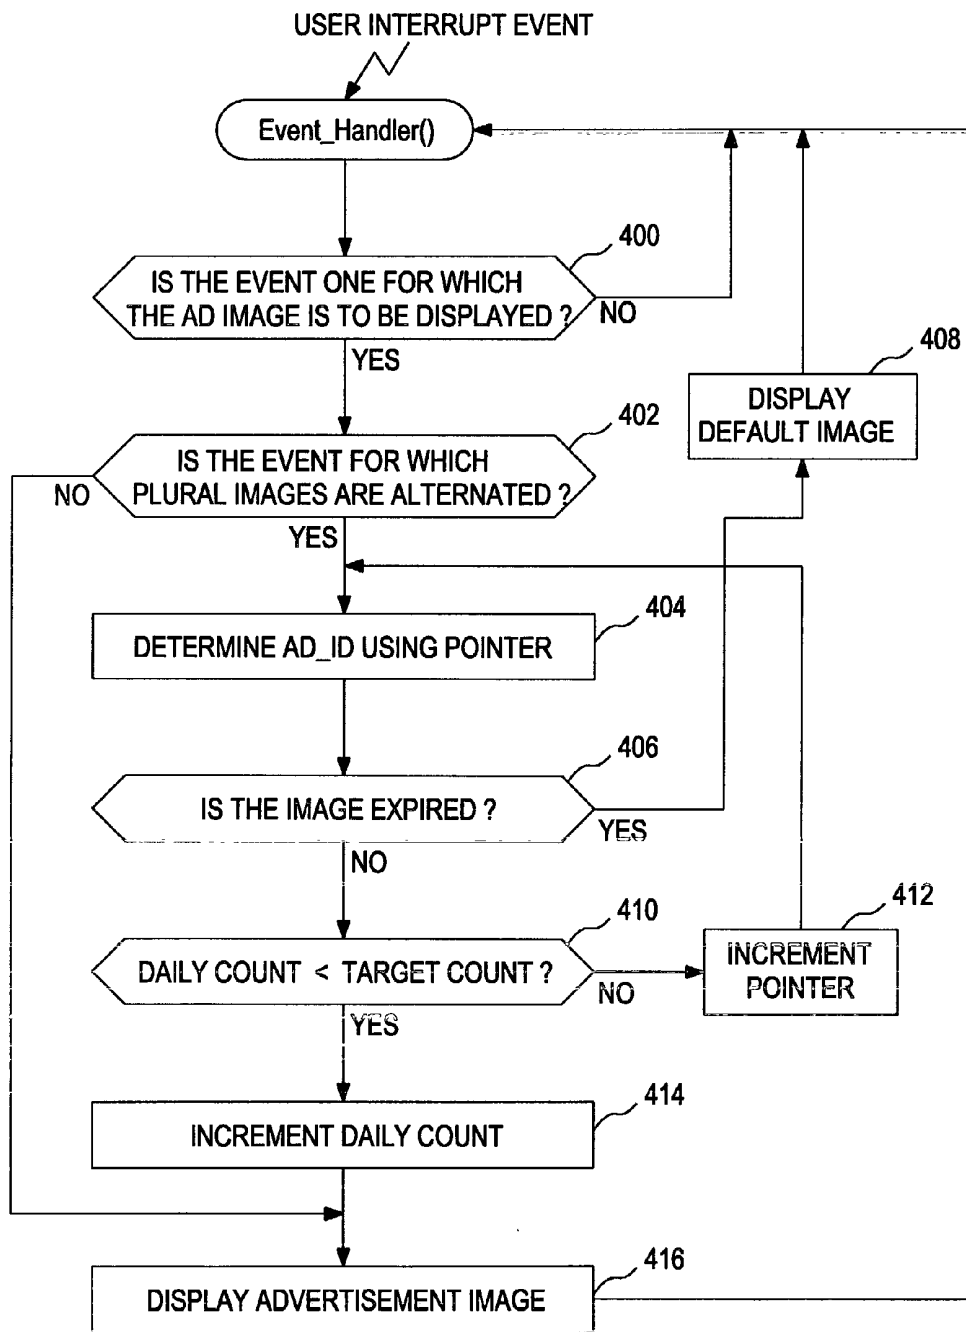 USER INTERRUPT EVENT
Event_Handler()
400
IS THE EVENT ONE FOR WHICH
THE AD IMAGE IS TO BE DISPLAYED ?
NO
YES
408
DISPLAY
DEFAULT IMAGE
402
IS THE EVENT FOR WHICH
PLURAL IMAGES ARE ALTERNATED ?
NO
YES
404
DETERMINE AD_ID USING POINTER
406
IS THE IMAGE EXPIRED ?
YES
NO
412
INCREMENT
POINTER
410
DAILY COUNT < TARGET COUNT ?
NO
YES
414
INCREMENT DAILY COUNT
416
DISPLAY ADVERTISEMENT IMAGE